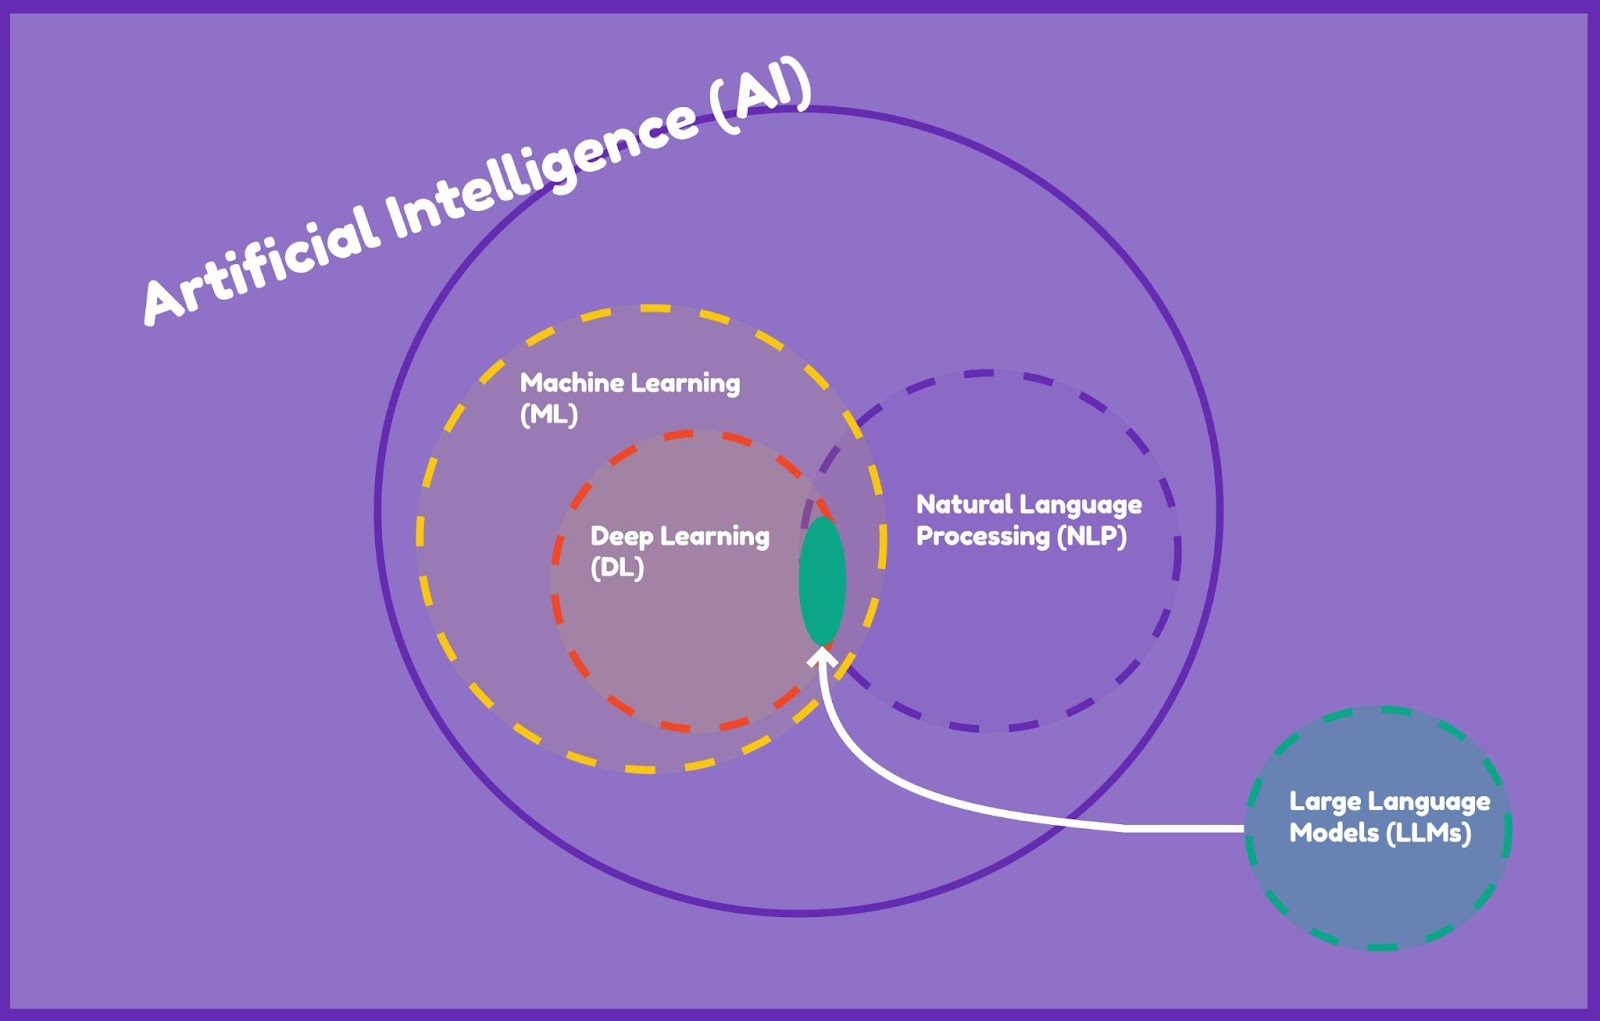 Artificial Intelligence (AI)
Machine Learning
(ML)
Deep Learning
(DL)
Natural Language
Processing (NLP)
Large Language
Models (LLMs)